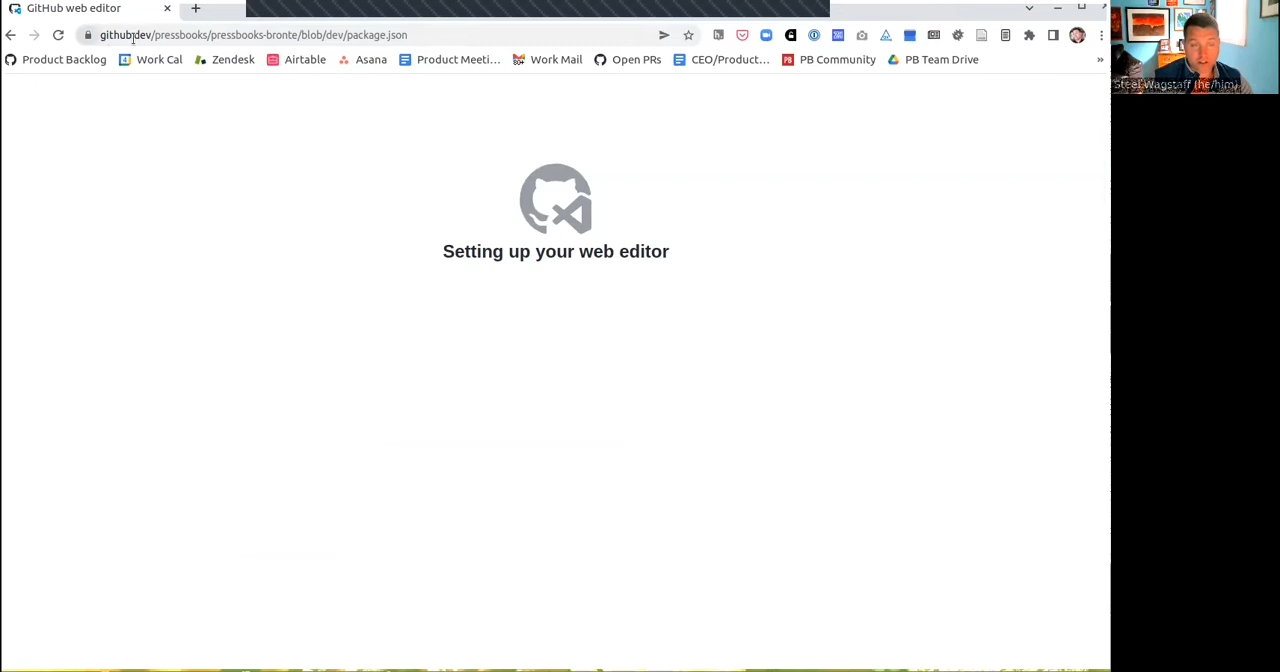 GitHub web editor
github.dev/pressbooks/pressbooks-bronte/blob/dev/package.json
Product Backlog Work Cal Zendesk Airtable Asana Product Meeti... Work Mail Open PRs CEO/Product... PB Community PB Team Drive »
Steel Wagstaff (he/him)
Setting up your web editor